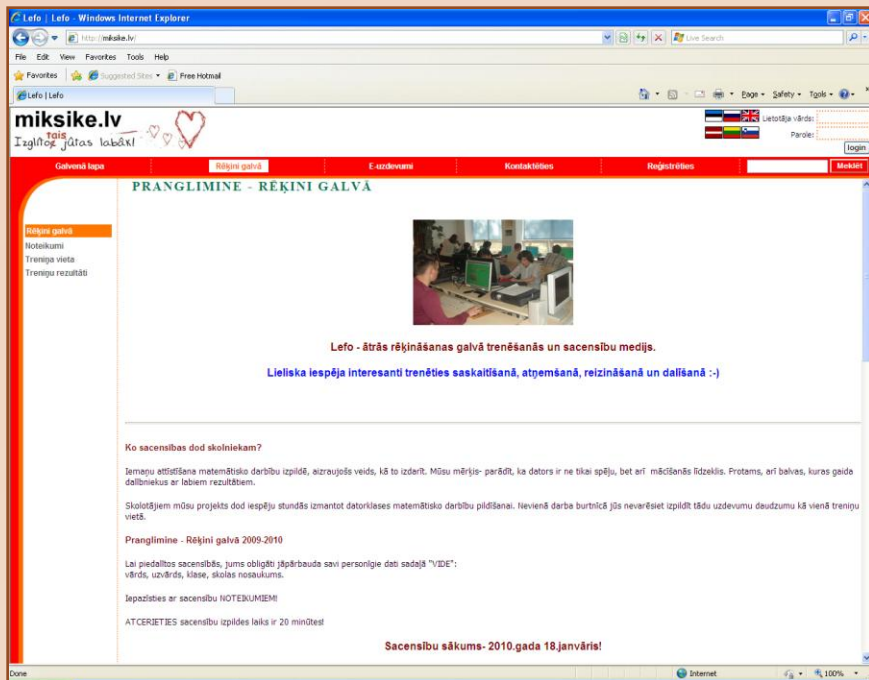 Lefo | Lefo - Windows Internet Explorer
http://miksike.lv/
Live Search
File Edit View Favorites Tools Help
Favorites Suggested Sites Free Hotmail
Lefo | Lefo
Page Safety Tools
miksike.lv
tais
Izglītox jūtas labāk!
Lietotāja vārds:
Parole:
login
Galvenā lapa Rēķini galvā E-uzdevumi Kontaktēties Reģistrēties Meklēt
PRANGLIMINE - RĒĶINI GALVĀ
Rēķini galvā
Noteikumi
Treniņa vieta
Treniņu rezultāti
Lefo - ātrās rēķināšanas galvā trenēšanās un sacensību medijs.
Lieliska iespēja interesanti trenēties saskaitīšanā, atņemšanā, reizināšanā un dalīšanā :-)
Ko sacensības dod skolniekam?
Iemaņu attīstīšana matemātisko darbību izpildē, aizraujošs veids, kā to izdarīt. Mūsu mērķis- parādīt, ka dators ir ne tikai spēļu, bet arī mācīšanās līdzeklis. Protams, arī balvas, kuras gaida
dalībniekus ar labiem rezultātiem.
Skolotājiem mūsu projekts dod iespēju stundās izmantot datorklases matemātisko darbību pildīšanai. Nevienā darba burtnīcā jūs nevarēsiet izpildīt tādu uzdevumu daudzumu kā vienā treniņu
vietā.
Pranglimine - Rēķini galvā 2009-2010
Lai piedalītos sacensībās, jums obligāti jāpārbauda savi personīgie dati sadaļā "VIDE":
vārds, uzvārds, klase, skolas nosaukums.
Iepazīsties ar sacensību NOTEIKUMIEM!
ATCERIETIES sacensību izpildes laiks ir 20 minūtes!
Sacensību sākums- 2010.gada 18.janvāris!
Done Internet 100%